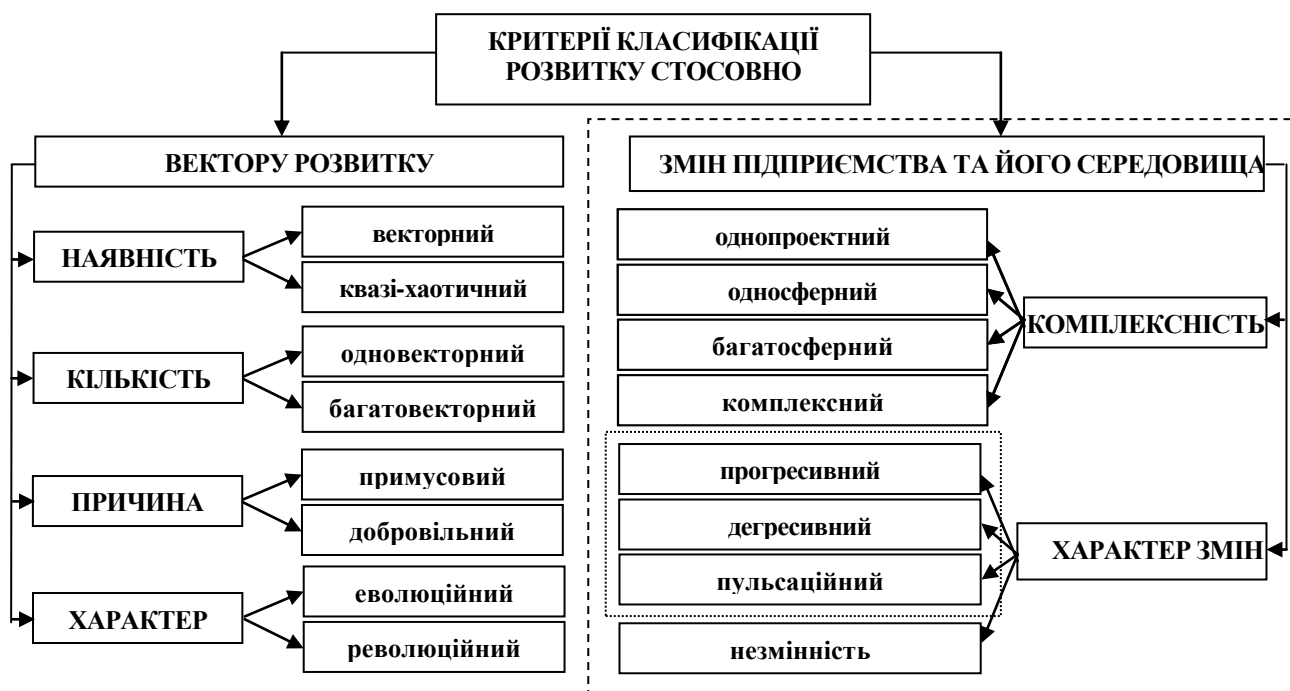 КРИТЕРІЇ КЛАСИФІКАЦІЇ
РОЗВИТКУ СТОСОВНО
ВЕКТОРУ РОЗВИТКУ
НАЯВНІСТЬ
векторний
квазі-хаотичний
КІЛЬКІСТЬ
одновекторний
багатовекторний
ПРИЧИНА
примусовий
добровільний
ХАРАКТЕР
еволюційний
революційний
ЗМІН ПІДПРИЄМСТВА ТА ЙОГО СЕРЕДОВИЩА
однопроектний
односферний
багатосферний
комплексний
КОМПЛЕКСНІСТЬ
прогресивний
дегресивний
пульсаційний
незмінність
ХАРАКТЕР ЗМІН